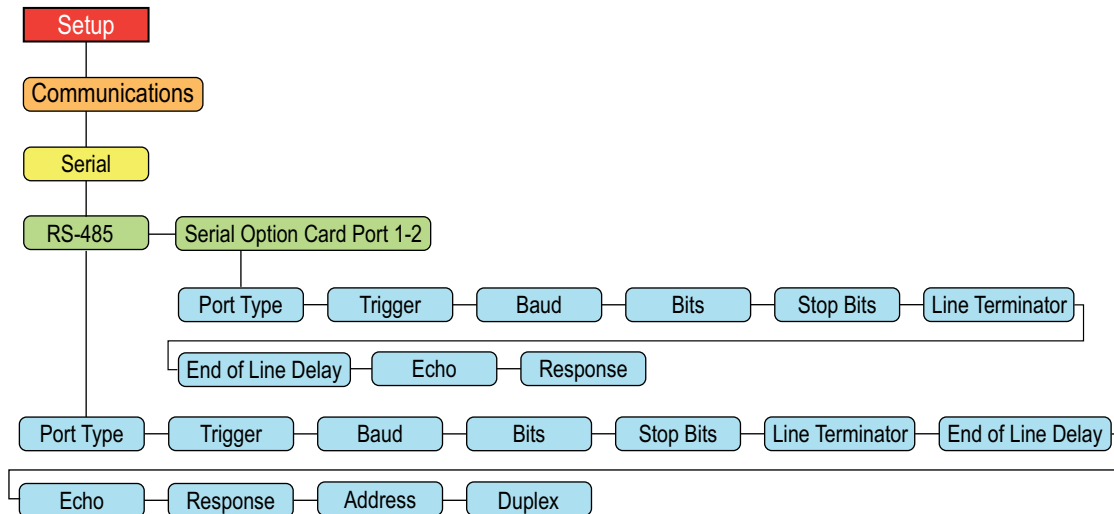 Setup
Communications
Serial
RS-485 Serial Option Card Port 1-2
Port Type Trigger Baud Bits Stop Bits Line Terminator
End of Line Delay Echo Response
Port Type Trigger Baud Bits Stop Bits Line Terminator End of Line Delay
Echo Response Address Duplex